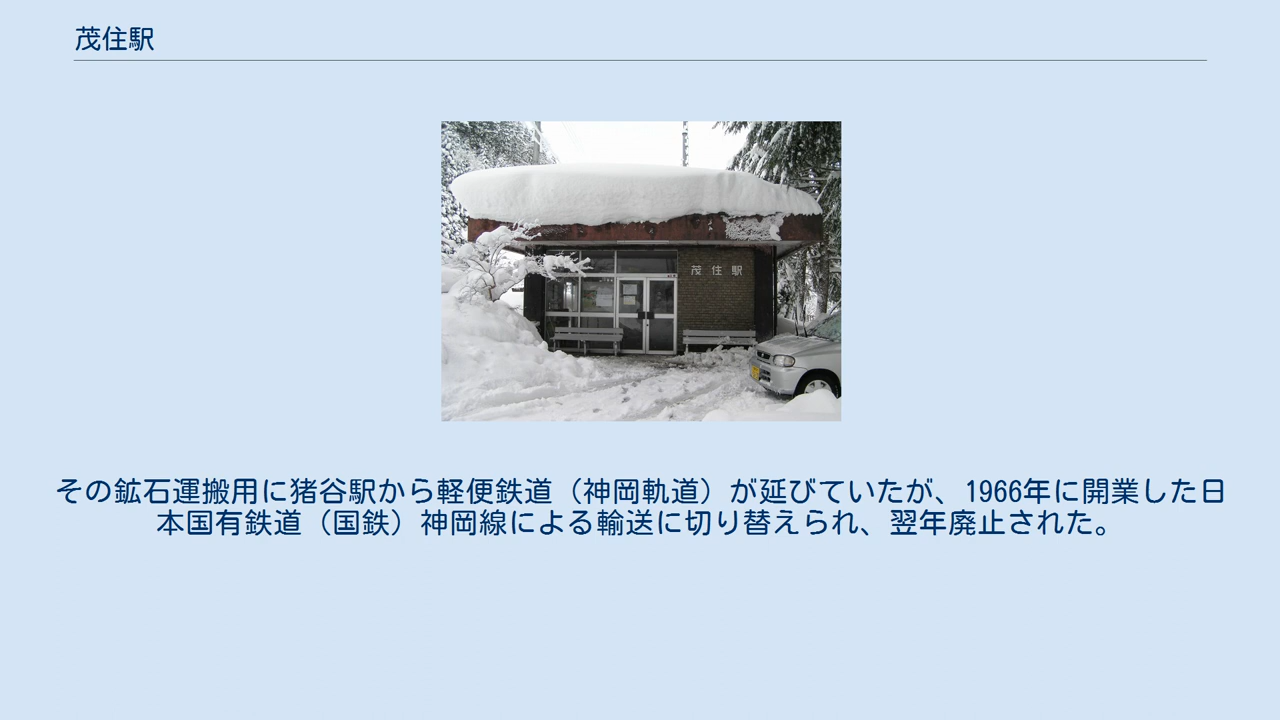 茂住駅
茂住駅
その鉱石運搬用に猪谷駅から軽便鉄道（神岡軌道）が延びていたが、1966年に開業した日
本国有鉄道（国鉄）神岡線による輸送に切り替えられ、翌年廃止された。